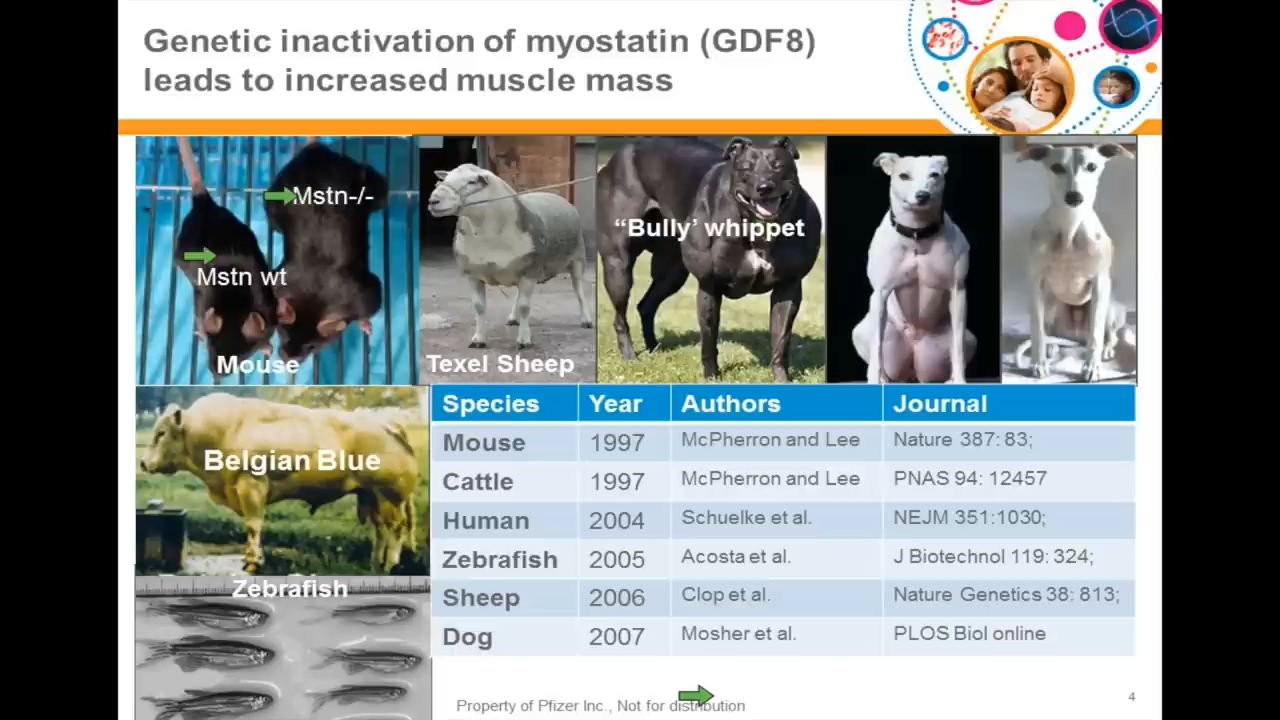 Genetic inactivation of myostatin (GDF8)
leads to increased muscle mass
Mstn-/-
Mstn wt
Mouse
Texel Sheep
“Bully’ whippet
Belgian Blue
Zebrafish
Species Year Authors Journal
Mouse 1997 McPherron and Lee Nature 387: 83;
Cattle 1997 McPherron and Lee PNAS 94: 12457
Human 2004 Schuelke et al. NEJM 351:1030;
Zebrafish 2005 Acosta et al. J Biotechnol 119: 324;
Sheep 2006 Clop et al. Nature Genetics 38: 813;
Dog 2007 Mosher et al. PLOS Biol online
Property of Pfizer Inc., Not for distribution
4